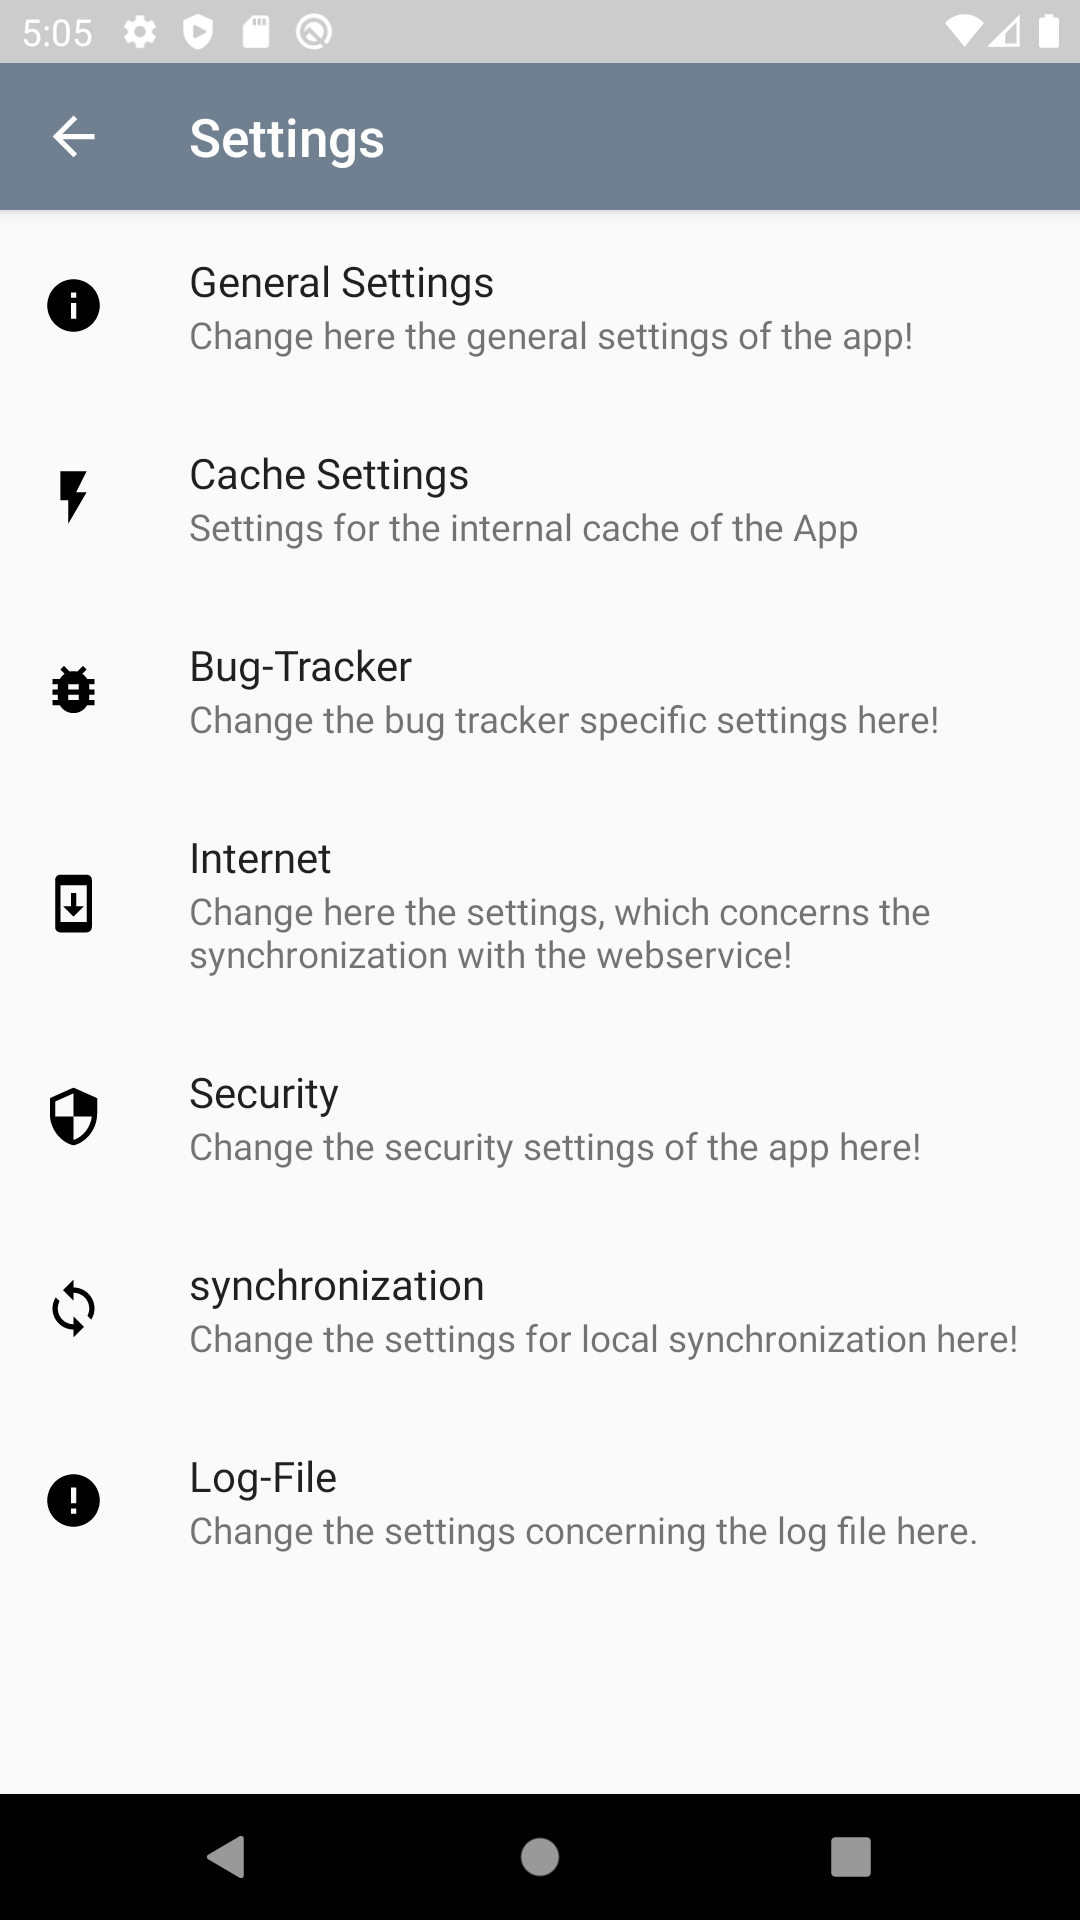 5:05
Settings
General Settings
Change here the general settings of the app!
Cache Settings
Settings for the internal cache of the App
Bug-Tracker
Change the bug tracker specific settings here!
Internet
Change here the settings, which concerns the
synchronization with the webservice!
Security
Change the security settings of the app here!
synchronization
Change the settings for local synchronization here!
Log-File
Change the settings concerning the log file here.